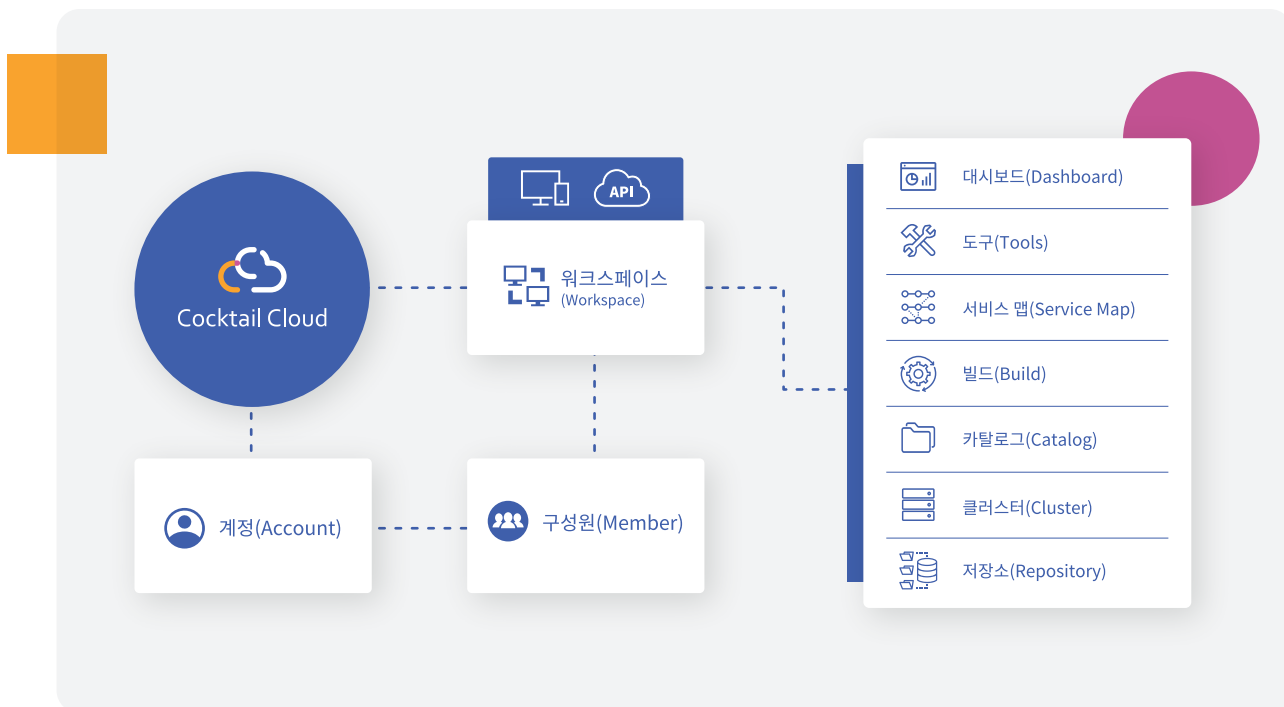 Cocktail Cloud
API
워크스페이스
(Workspace)
계정(Account)
구성원(Member)
대시보드(Dashboard)
도구(Tools)
서비스 맵(Service Map)
빌드(Build)
카탈로그(Catalog)
클러스터(Cluster)
저장소(Repository)